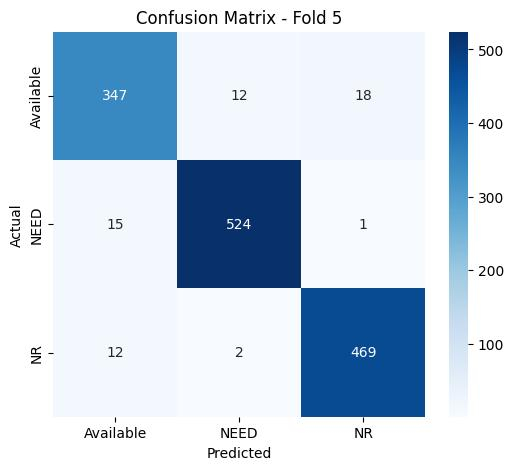 Confusion Matrix - Fold 5
Available 347 12 18
NEED 15 524 1
NR 12 2 469
Available NEED NR
Actual
Predicted
500
400
300
200
100